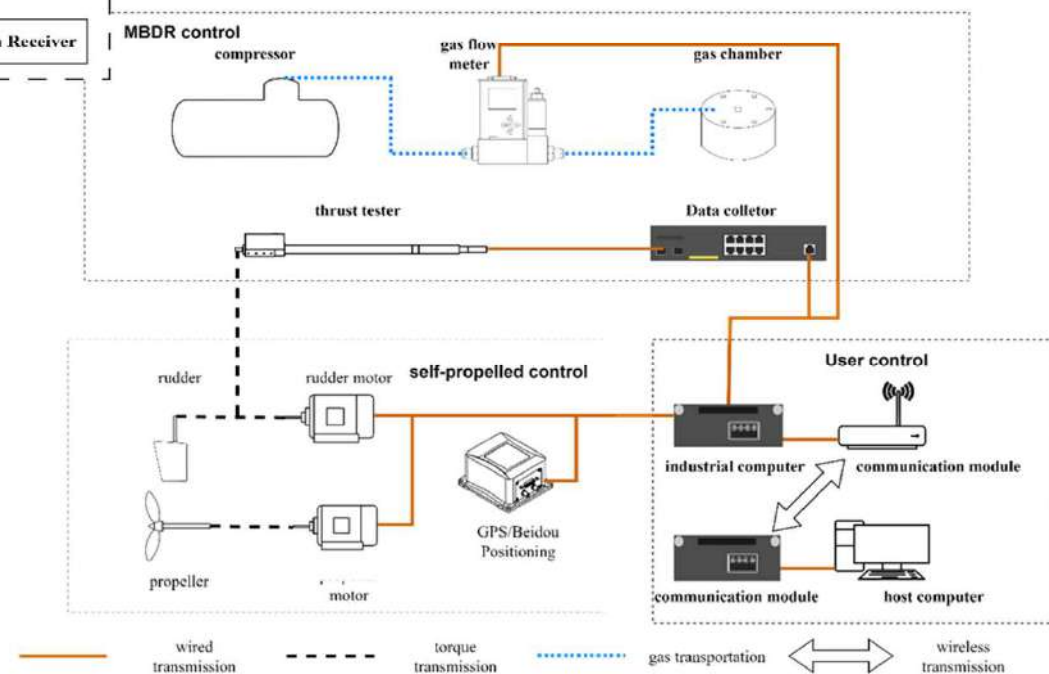 Receiver
MBDR control
compressor
gas flow
meter
gas chamber
thrust tester
Data colletor
self-propelled control
rudder
rudder motor
GPS/Beidou
Positioning
propeller
motor
User control
industrial computer
communication module
communication module
host computer
wired
transmission
torque
transmission
gas transportation
wireless
transmission